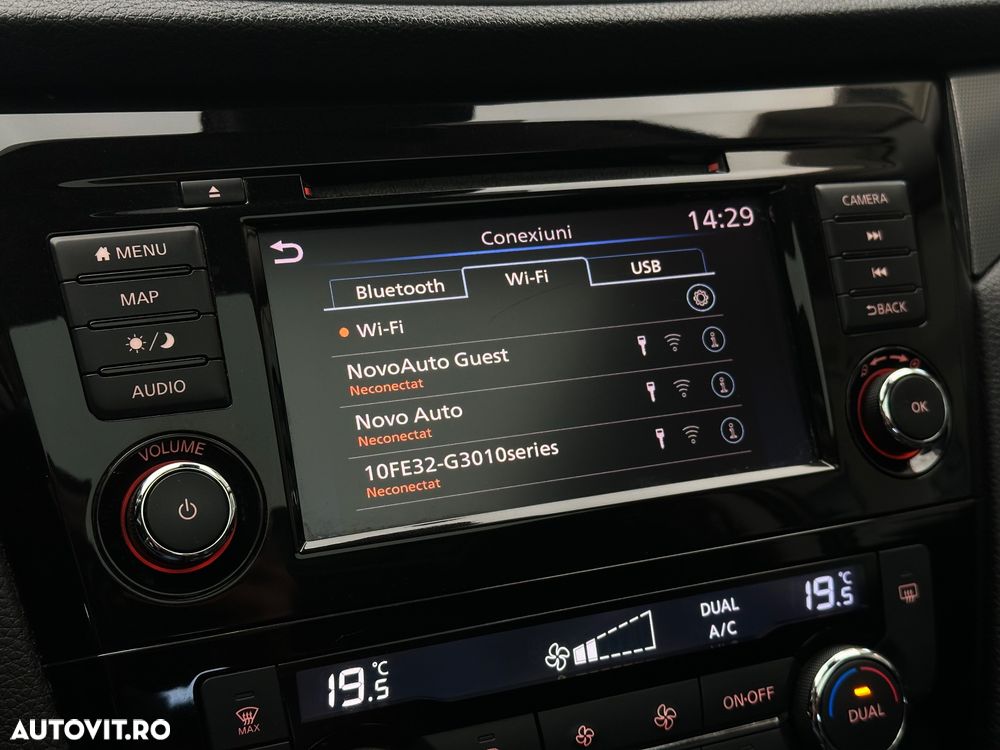 MENU
MAP
AUDIO
VOLUME
Conexiuni
14:29
Bluetooth
Wi-Fi
USB
Wi-Fi
NovoAuto Guest
Neconectat
Novo Auto
Neconectat
10FE32-G3010series
Neconectat
CAMERA
BACK
OK
19.5 °C
DUAL
A/C
19.5 °C
MAX
ON·OFF
DUAL
AUTOVIT.RO